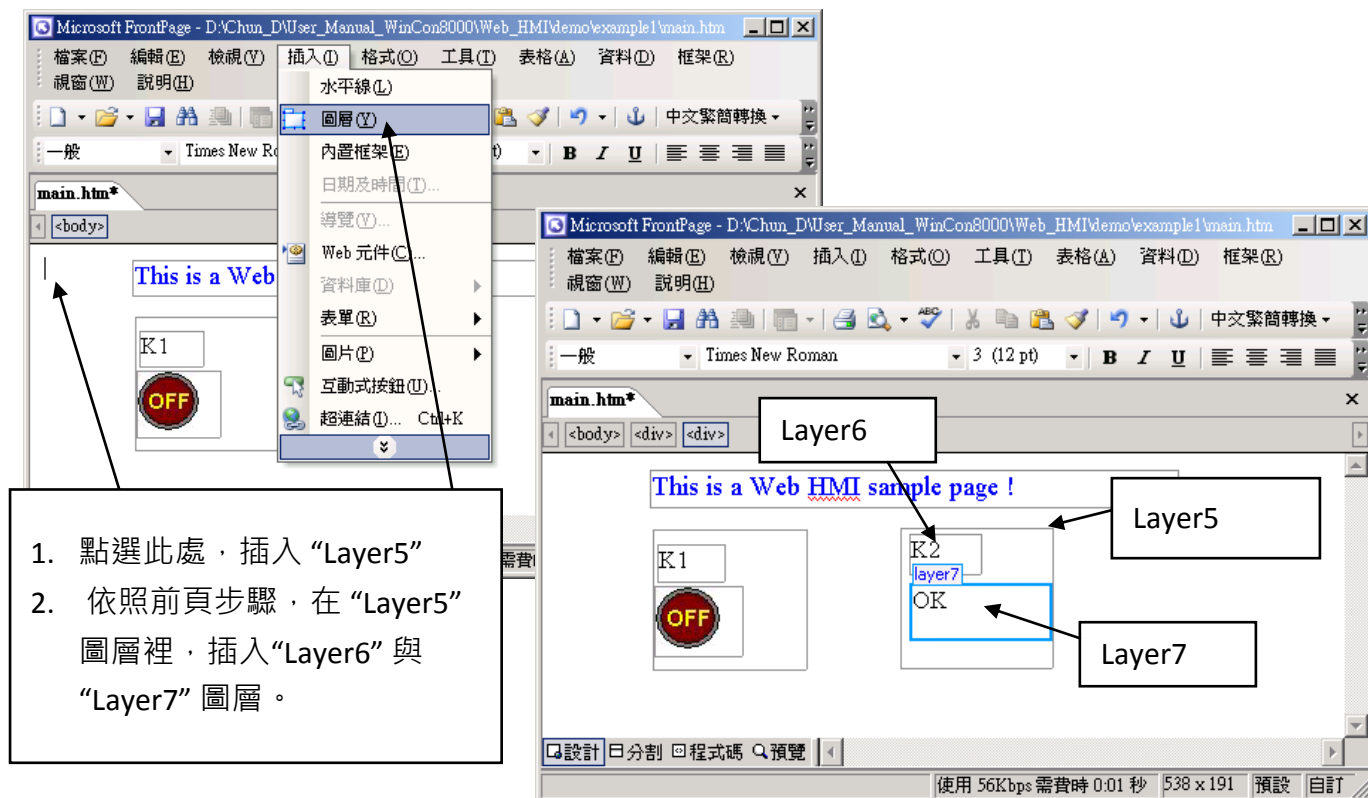 Microsoft FrontPage - D:\Chun_D\User_Manual_WinCon8000\Web_HMI\demo\example1\main.htm
檔案(F) 編輯(E) 檢視(V) 插入(I) 格式(O) 工具(T) 表格(A) 資料(D) 框架(R)
視窗(W) 說明(H)
中文繁簡轉換
一般 Times New Ro t) B I U
main.htm*
<body>
This is a Web
K1
OFF
水平線(L)
圖層(Y)
內置框架(E)
日期及時間(T)...
導覽(V)...
Web 元件(C)...
資料庫(D)
表單(R)
圖片(P)
互動式按鈕(U)...
超連結(I)... Ctrl+K
需費
1. 點選此處，插入 “Layer5”
2. 依照前頁步驟，在 “Layer5”
圖層裡，插入“Layer6” 與
“Layer7” 圖層。
Microsoft FrontPage - D:\Chun_D\User_Manual_WinCon8000\Web_HMI\demo\example1\main.htm
檔案(F) 編輯(E) 檢視(V) 插入(I) 格式(O) 工具(T) 表格(A) 資料(D) 框架(R)
視窗(W) 說明(H)
ABC 中文繁簡轉換
一般 Times New Roman 3 (12 pt) B I U
main.htm*
<body> <div> <div>
Layer6
This is a Web HMI sample page !
Layer5
K1
OFF
K2
layer7
OK
Layer7
設計 分割 程式碼 預覽
使用 56Kbps 需費時 0:01 秒 538 x 191 預設 自訂